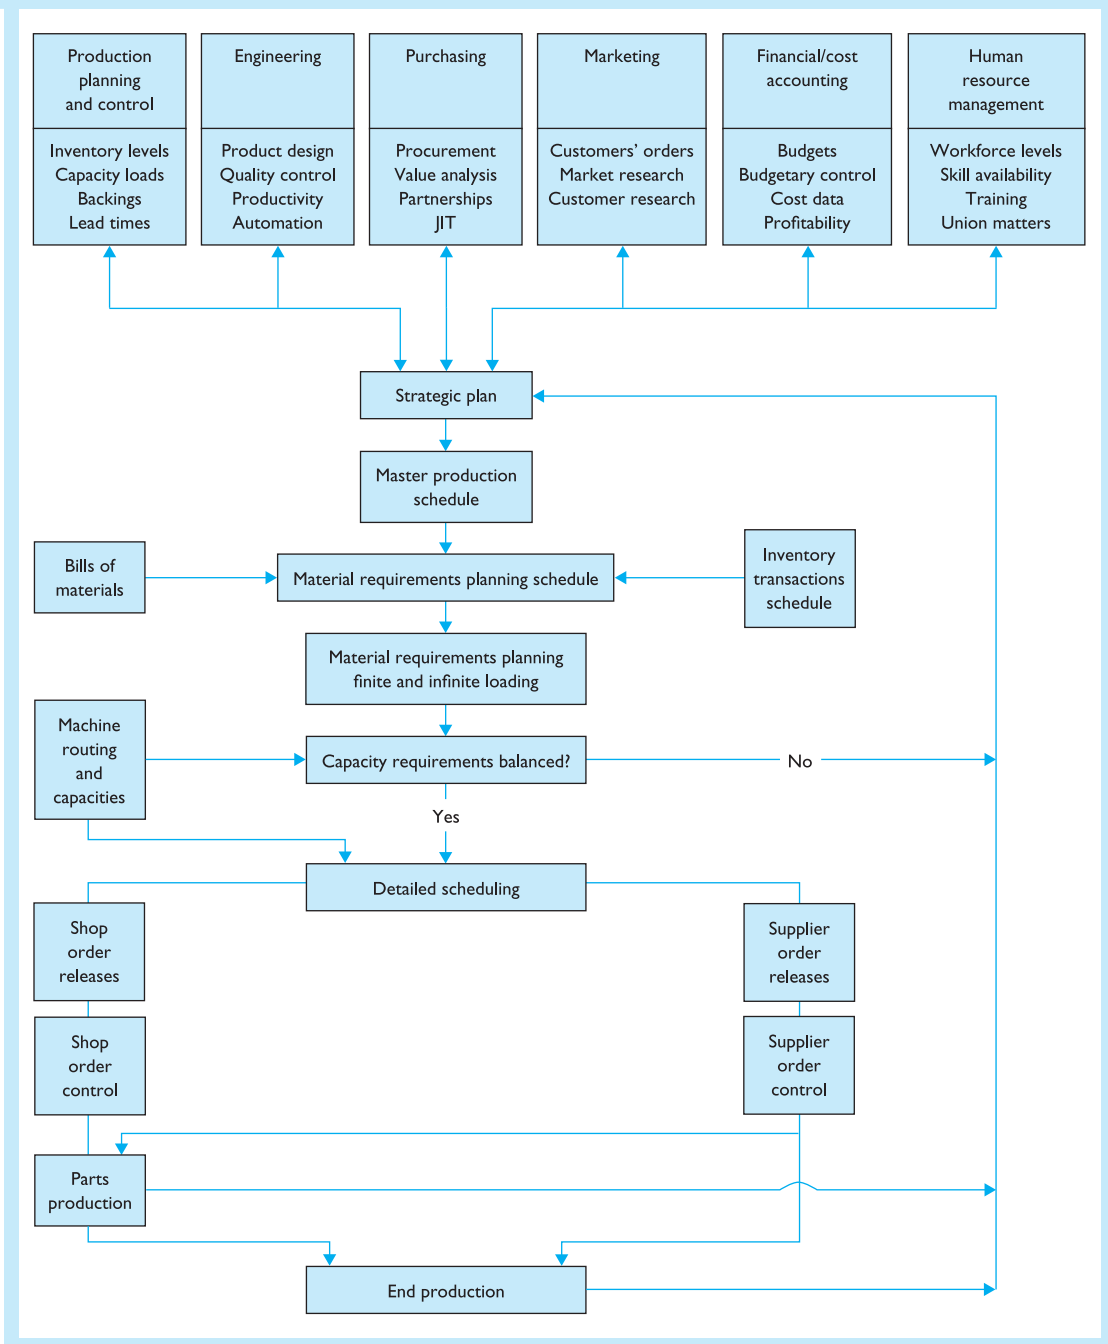 Production
planning
and control
Inventory levels
Capacity loads
Backings
Lead times
Engineering
Product design
Quality control
Productivity
Automation
Purchasing
Procurement
Value analysis
Partnerships
JIT
Marketing
Customers’ orders
Market research
Customer research
Financial/cost
accounting
Budgets
Budgetary control
Cost data
Profitability
Human
resource
management
Workforce levels
Skill availability
Training
Union matters
Strategic plan
Master production
schedule
Bills of
materials
Material requirements planning schedule
Inventory
transactions
schedule
Material requirements planning
finite and infinite loading
Machine
routing
and
capacities
Capacity requirements balanced?
No
Yes
Detailed scheduling
Shop
order
releases
Supplier
order
releases
Shop
order
control
Supplier
order
control
Parts
production
End production